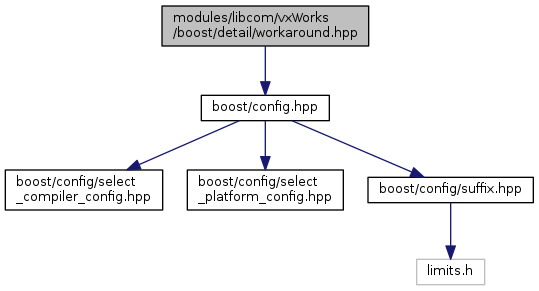 modules/libcom/vxWorks
/boost/detail/workaround.hpp
boost/config.hpp
boost/config/select
_compiler_config.hpp
boost/config/select
_platform_config.hpp
boost/config/suffix.hpp
limits.h